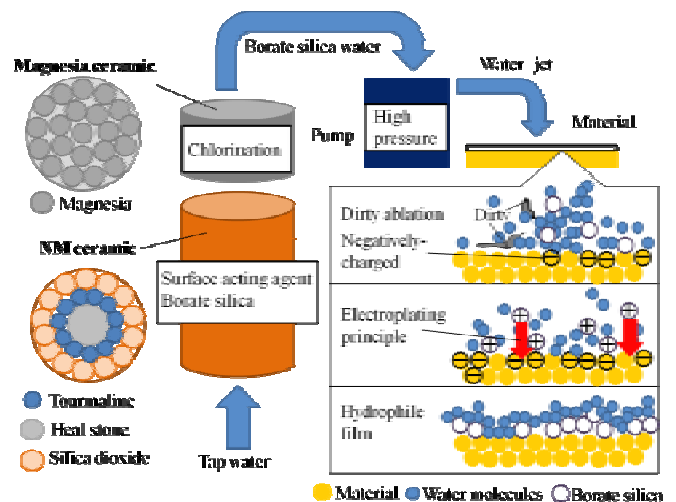 Borate silica water
Magnesia ceramic
Water jet
Chlorination
Pump
High
pressure
Material
Magnesia
NM ceramic
Surface acting agent
Borate silica
Dirty ablation
Dirty
Negatively-
charged
Electroplating
principle
Hydrophile
film
Tourmaline
Heal stone
Silica dioxide
Tap water
Material
Water molecules
Borate silica